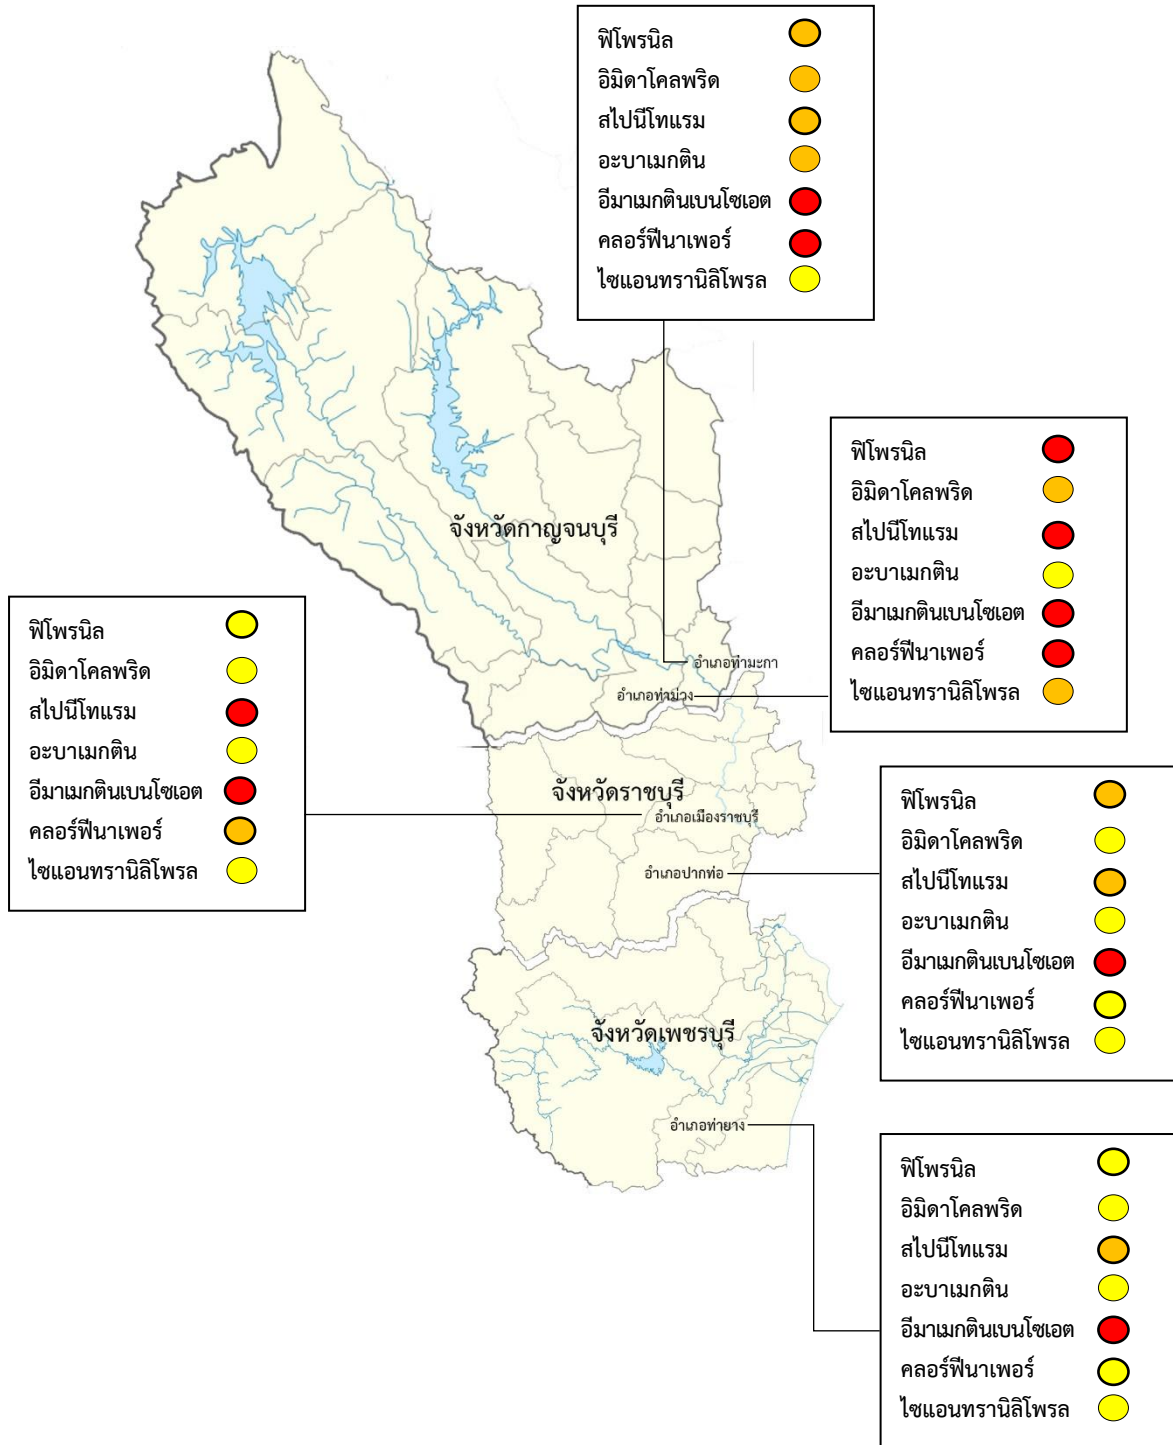 ฟิโพรนิล
อิมิดาโคลพริด
สไปนีโทแรม
อะบาเมกติน
อีมาเมกตินเบนโซเอต
คลอร์ฟีนาเพอร์
ไซแอนทรานิลิโพรล
ฟิโพรนิล
อิมิดาโคลพริด
สไปนีโทแรม
อะบาเมกติน
อีมาเมกตินเบนโซเอต
คลอร์ฟีนาเพอร์
ไซแอนทรานิลิโพรล
จังหวัดกาญจนบุรี
อำเภอท่ามะกา
อำเภอท่าม่วง
ฟิโพรนิล
อิมิดาโคลพริด
สไปนีโทแรม
อะบาเมกติน
อีมาเมกตินเบนโซเอต
คลอร์ฟีนาเพอร์
ไซแอนทรานิลิโพรล
จังหวัดราชบุรี
อำเภอเมืองราชบุรี
อำเภอปากท่อ
ฟิโพรนิล
อิมิดาโคลพริด
สไปนีโทแรม
อะบาเมกติน
อีมาเมกตินเบนโซเอต
คลอร์ฟีนาเพอร์
ไซแอนทรานิลิโพรล
จังหวัดเพชรบุรี
อำเภอท่ายาง
ฟิโพรนิล
อิมิดาโคลพริด
สไปนีโทแรม
อะบาเมกติน
อีมาเมกตินเบนโซเอต
คลอร์ฟีนาเพอร์
ไซแอนทรานิลิโพรล